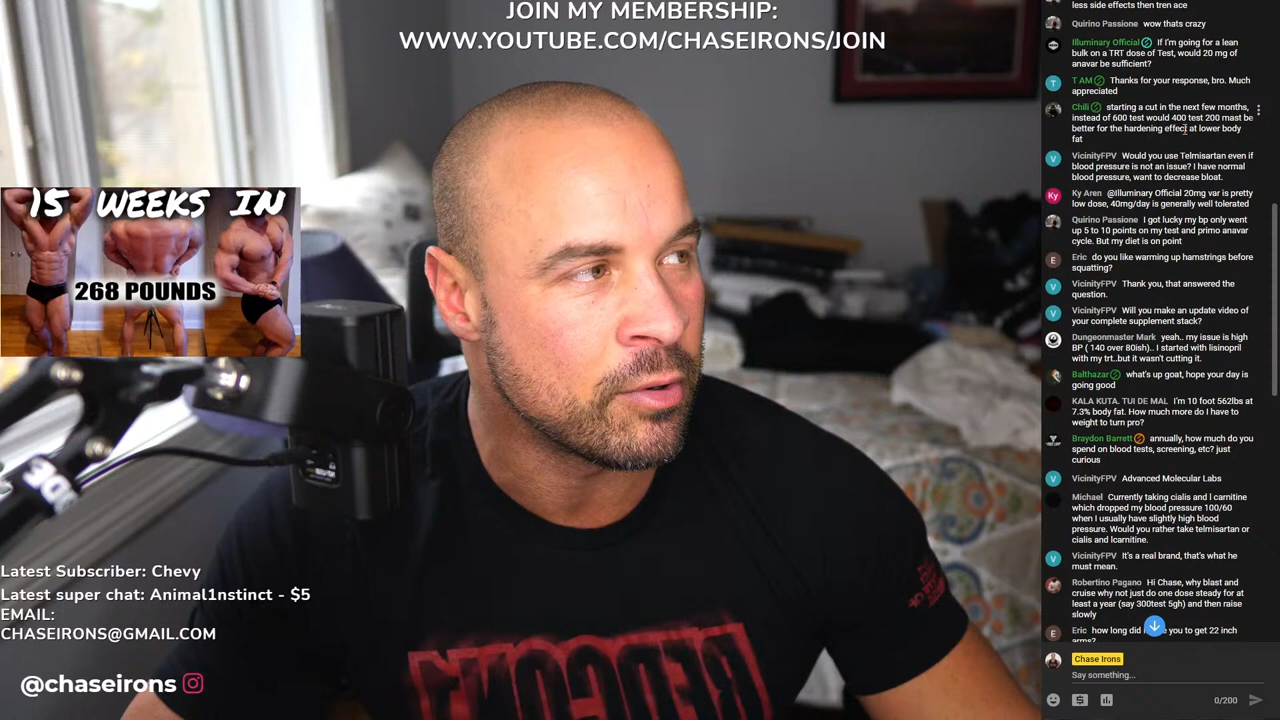 JOIN MY MEMBERSHIP:
WWW.YOUTUBE.COM/CHASEIRONS/JOIN
15 WEEKS IN
268 POUNDS
Latest Subscriber: Chevy
Latest super chat: Animal1nstinct - $5
EMAIL:
CHASEIRONS@GMAIL.COM
@chaseirons
REDCON1
less side effects then tren ace
Quirino Passione wow thats crazy
Illuminary Official If I'm going for a lean
bulk on a TRT dose of Test, would 20 mg of
anavar be sufficient?
T AM Thanks for your response, bro. Much
appreciated
Chili starting a cut in the next few months,
instead of 600 test would 400 test 200 mast be
better for the hardening effect at lower body
fat
VicinityFPV Would you use Telmisartan even if
blood pressure is not an issue? I have normal
blood pressure, want to decrease bloat.
Ky Aren @Illuminary Official 20mg var is pretty
low dose, 40mg/day is generally well tolerated
Quirino Passione I got lucky my bp only went
up 5 to 10 points on my test and primo anavar
cycle. But my diet is on point
Eric do you like warming up hamstrings before
squatting?
VicinityFPV Thank you, that answered the
question.
VicinityFPV Will you make an update video of
your complete supplement stack?
Dungeonmaster Mark yeah.. my issue is high
BP ( 140 over 80ish).. I started with lisinopril
with my trt..but it wasn't cutting it.
Balthazar what's up goat, hope your day is
going good
KALA KUTA. TUI DE MAL I'm 10 foot 562lbs at
7.3% body fat. How much more do I have to
weight to turn pro?
Braydon Barrett annually, how much do you
spend on blood tests, screening, etc? just
curious
VicinityFPV Advanced Molecular Labs
Michael Currently taking cialis and l carnitine
which dropped my blood pressure 100/60
when I usually have slightly high blood
pressure. Would you rather take telmisartan or
cialis and lcarnitine.
VicinityFPV It's a real brand, that's what he
must mean.
Robertino Pagano Hi Chase, why blast and
cruise why not just do one dose steady for at
least a year (say 300test 5gh) and then raise
slowly
Eric how long did you to get 22 inch
arms?
Chase Irons
Say something...
0/200